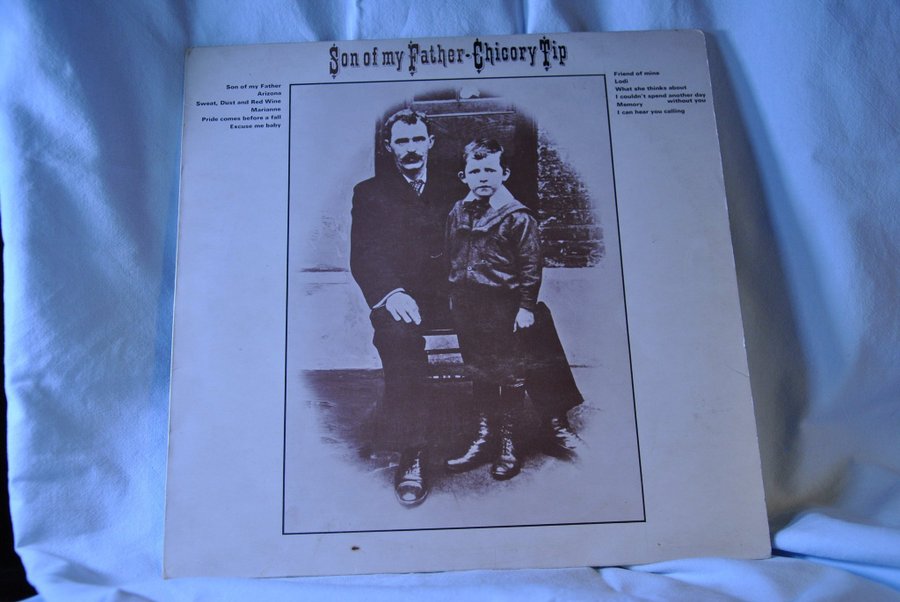 Son of my Father-Chicory Tip
Son of my Father
Arizona
Sweat, Dust and Red Wine
Marianne
Pride comes before a fall
Excuse me baby
Friend of mine
Lodi
What she thinks about
I couldn't spend another day
Memory without you
I can hear you calling